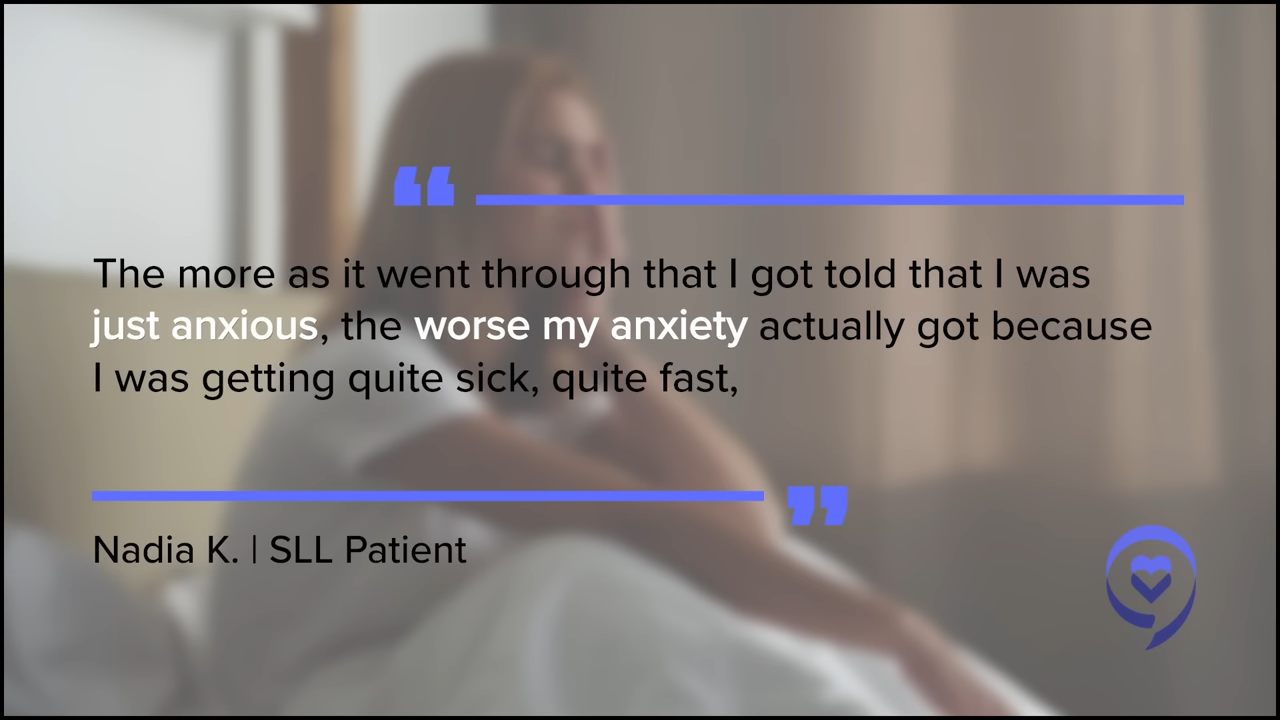 “
The more as it went through that I got told that I was
just anxious, the worse my anxiety actually got because
I was getting quite sick, quite fast,
”
Nadia K. | SLL Patient